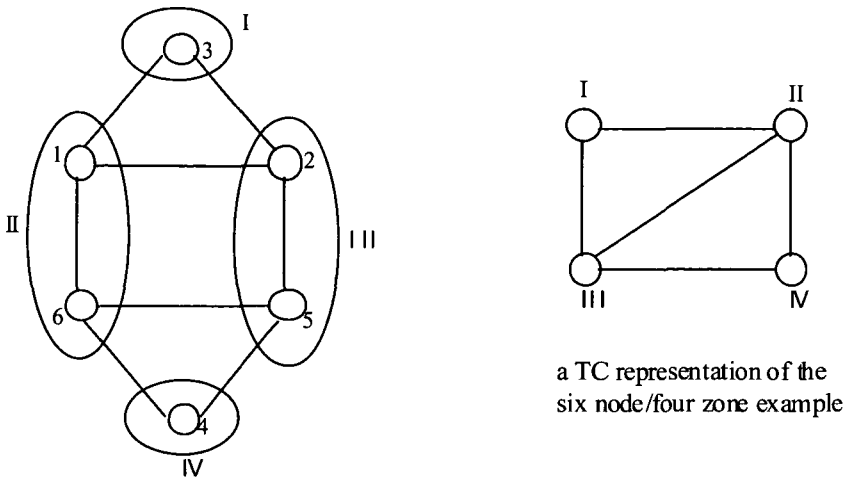 I
3
1
2
II
I II
6
5
4
IV
I
II
III
IV
a TC representation of the
six node/four zone example